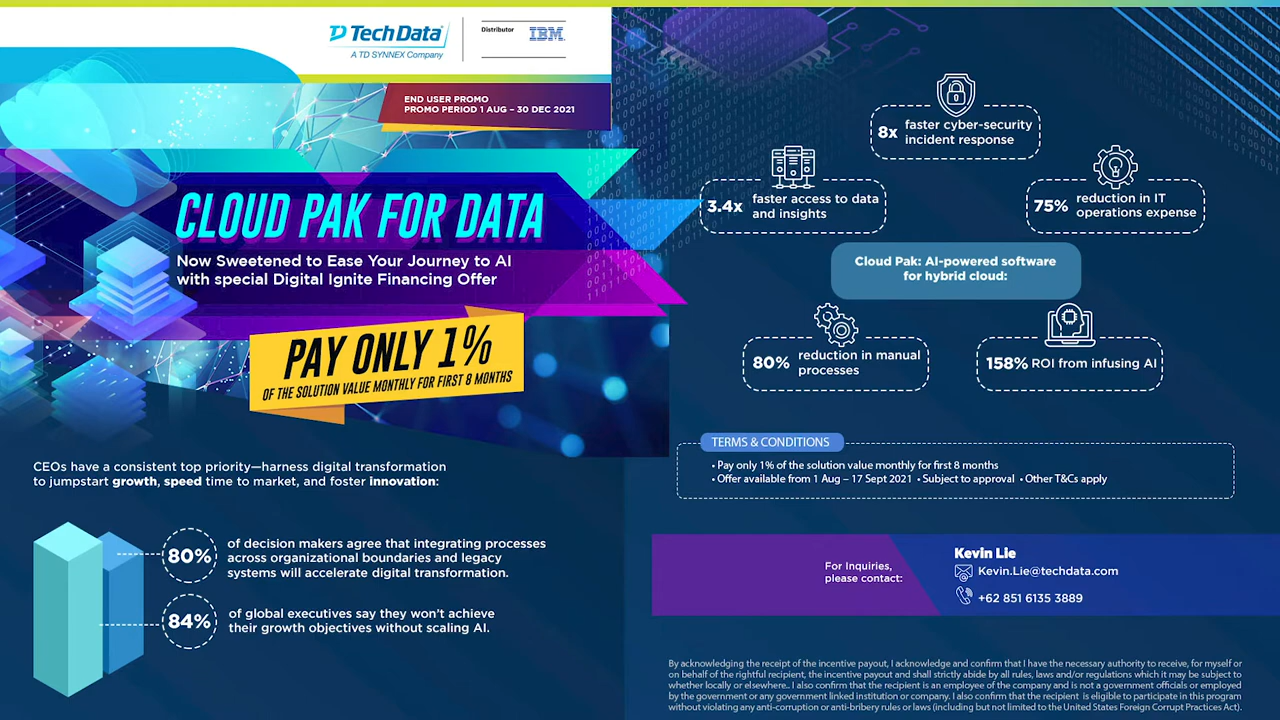 TechData
A TD SYNNEX Company
Distributor
IBM
END USER PROMO
PROMO PERIOD 1 AUG – 30 DEC 2021
CLOUD PAK FOR DATA
Now Sweetened to Ease Your Journey to AI
with special Digital Ignite Financing Offer
PAY ONLY 1%
OF THE SOLUTION VALUE MONTHLY FOR FIRST 8 MONTHS
CEOs have a consistent top priority—harness digital transformation
to jumpstart growth, speed time to market, and foster innovation:
80%
of decision makers agree that integrating processes
across organizational boundaries and legacy
systems will accelerate digital transformation.
84%
of global executives say they won't achieve
their growth objectives without scaling AI.
8x faster cyber-security
incident response
3.4x faster access to data
and insights
75% reduction in IT
operations expense
Cloud Pak: AI-powered software
for hybrid cloud:
80% reduction in manual
processes
158% ROI from infusing AI
TERMS & CONDITIONS
• Pay only 1% of the solution value monthly for first 8 months
• Offer available from 1 Aug – 17 Sept 2021 • Subject to approval • Other T&Cs apply
For Inquiries,
please contact:
Kevin Lie
Kevin.Lie@techdata.com
+62 851 6135 3889
By acknowledging the receipt of the incentive payout, I acknowledge and confirm that I have the necessary authority to receive, for myself or
on behalf of the rightful recipient, the incentive payout and shall strictly abide by all rules, laws and/or regulations which it may be subject to
whether locally or elsewhere.. I also confirm that the recipient is an employee of the company and is not a government officials or employed
by the government or any government linked institution or company. I also confirm that the recipient is eligible to participate in this program
without violating any anti-corruption or anti-bribery rules or laws (including but not limited to the United States Foreign Corrupt Practices Act).